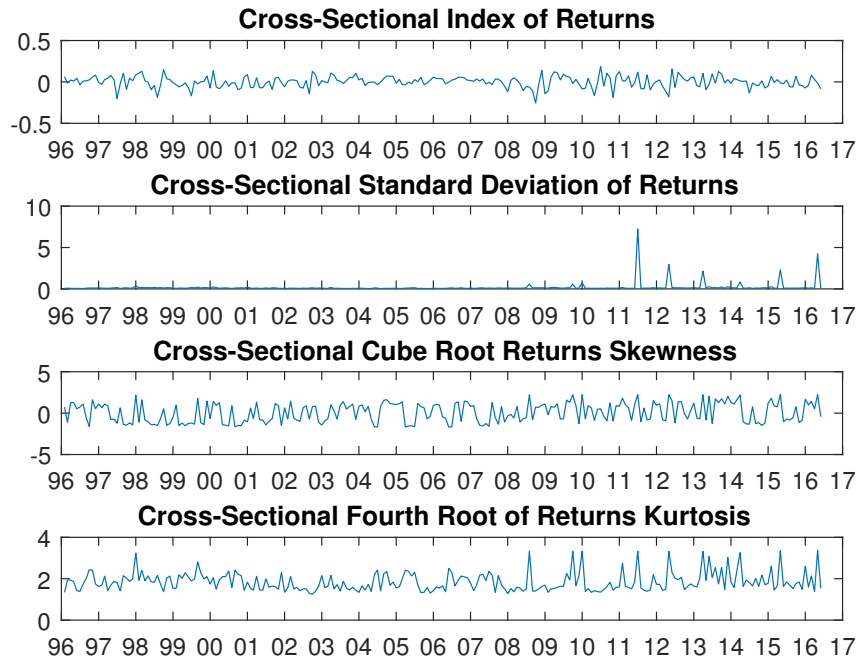 Cross-Sectional Index of Returns
0.5
0
-0.5
96 97 98 99 00 01 02 03 04 05 06 07 08 09 10 11 12 13 14 15 16 17
Cross-Sectional Standard Deviation of Returns
10
5
0
96 97 98 99 00 01 02 03 04 05 06 07 08 09 10 11 12 13 14 15 16 17
Cross-Sectional Cube Root Returns Skewness
5
0
-5
96 97 98 99 00 01 02 03 04 05 06 07 08 09 10 11 12 13 14 15 16 17
Cross-Sectional Fourth Root of Returns Kurtosis
4
2
0
96 97 98 99 00 01 02 03 04 05 06 07 08 09 10 11 12 13 14 15 16 17